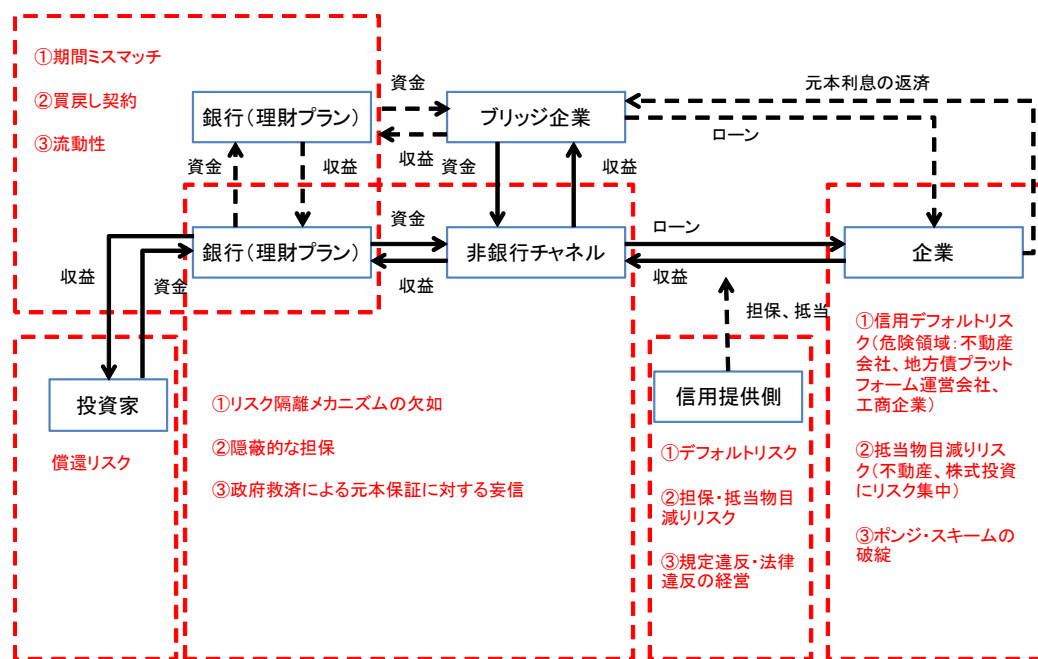 ①期間ミスマッチ
②買戻し契約
③流動性
銀行（理財プラン）
資金
収益
ブリッジ企業
元本利息の返済
ローン
資金
収益
資金
収益
銀行（理財プラン）
資金
収益
非銀行チャネル
ローン
収益
企業
収益
資金
担保、抵当
投資家
償還リスク
①リスク隔離メカニズムの欠如
②隠蔽的な担保
③政府救済による元本保証に対する妄信
信用提供側
①デフォルトリスク
②担保・抵当物目
減りリスク
③規定違反・法律
違反の経営
①信用デフォルトリス
ク（危険領域：不動産
会社、地方債プラット
フォーム運営会社、
工商企業）
②抵当物目減りリス
ク（不動産、株式投資
にリスク集中）
③ポンジ・スキームの
破綻